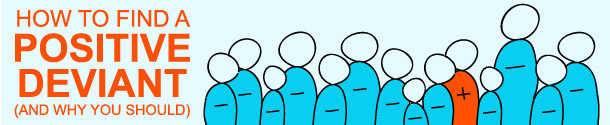 HOW TO FIND A
POSITIVE
DEVIANT
(AND WHY YOU SHOULD)